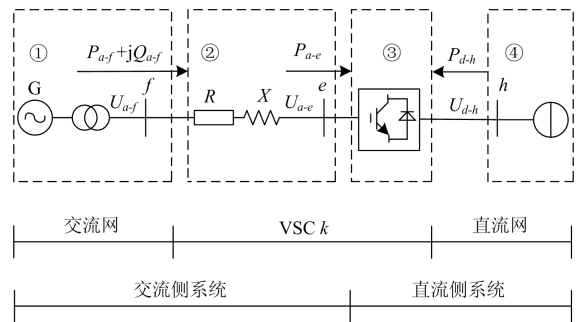 ① ② ③ ④
P_{a-f}+jQ_{a-f} P_{a-e} P_{d-h}
G U_{a-f} f R X U_{a-e} e U_{d-h} h
交流网 VSC k 直流网
交流侧系统 直流侧系统